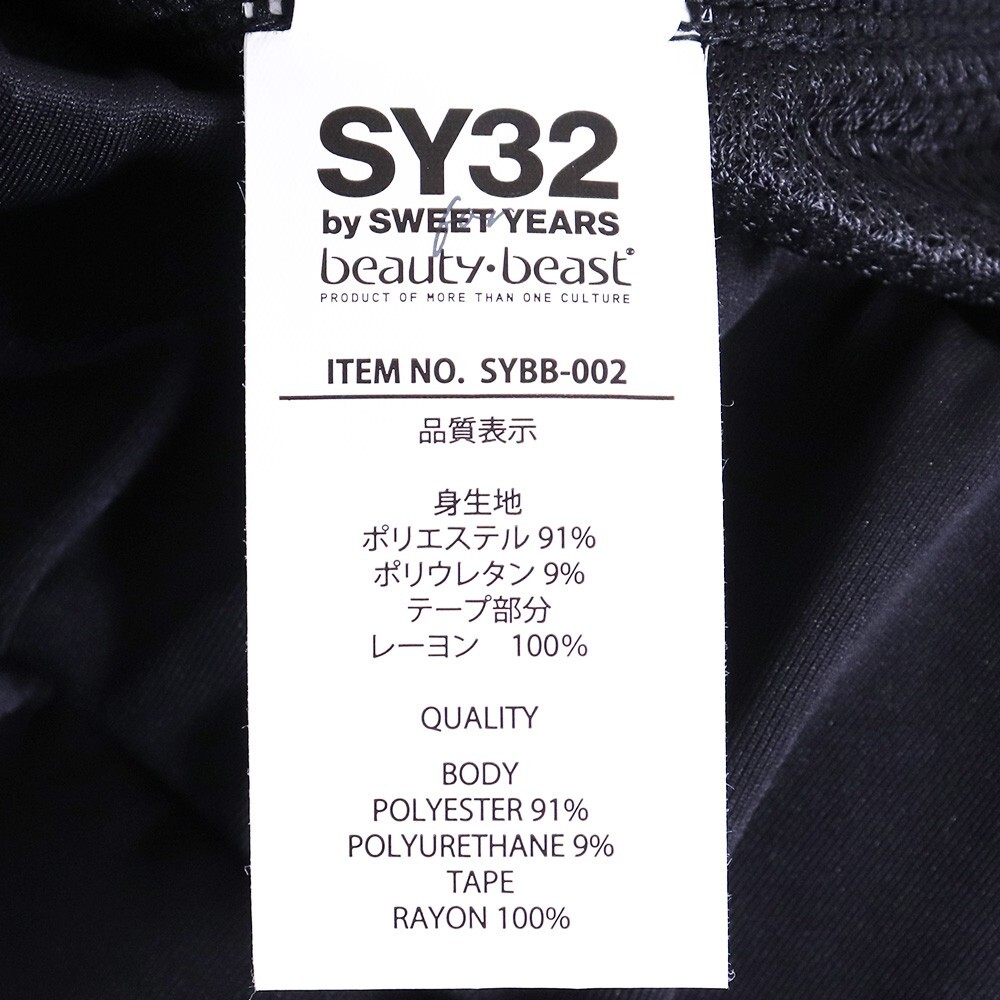 SY32
by SWEET YEARS
for
beauty·beast
PRODUCT OF MORE THAN ONE CULTURE
ITEM NO. SYBB-002
品質表示
身生地
ポリエステル 91%
ポリウレタン 9%
テープ部分
レーヨン 100%
QUALITY
BODY
POLYESTER 91%
POLYURETHANE 9%
TAPE
RAYON 100%